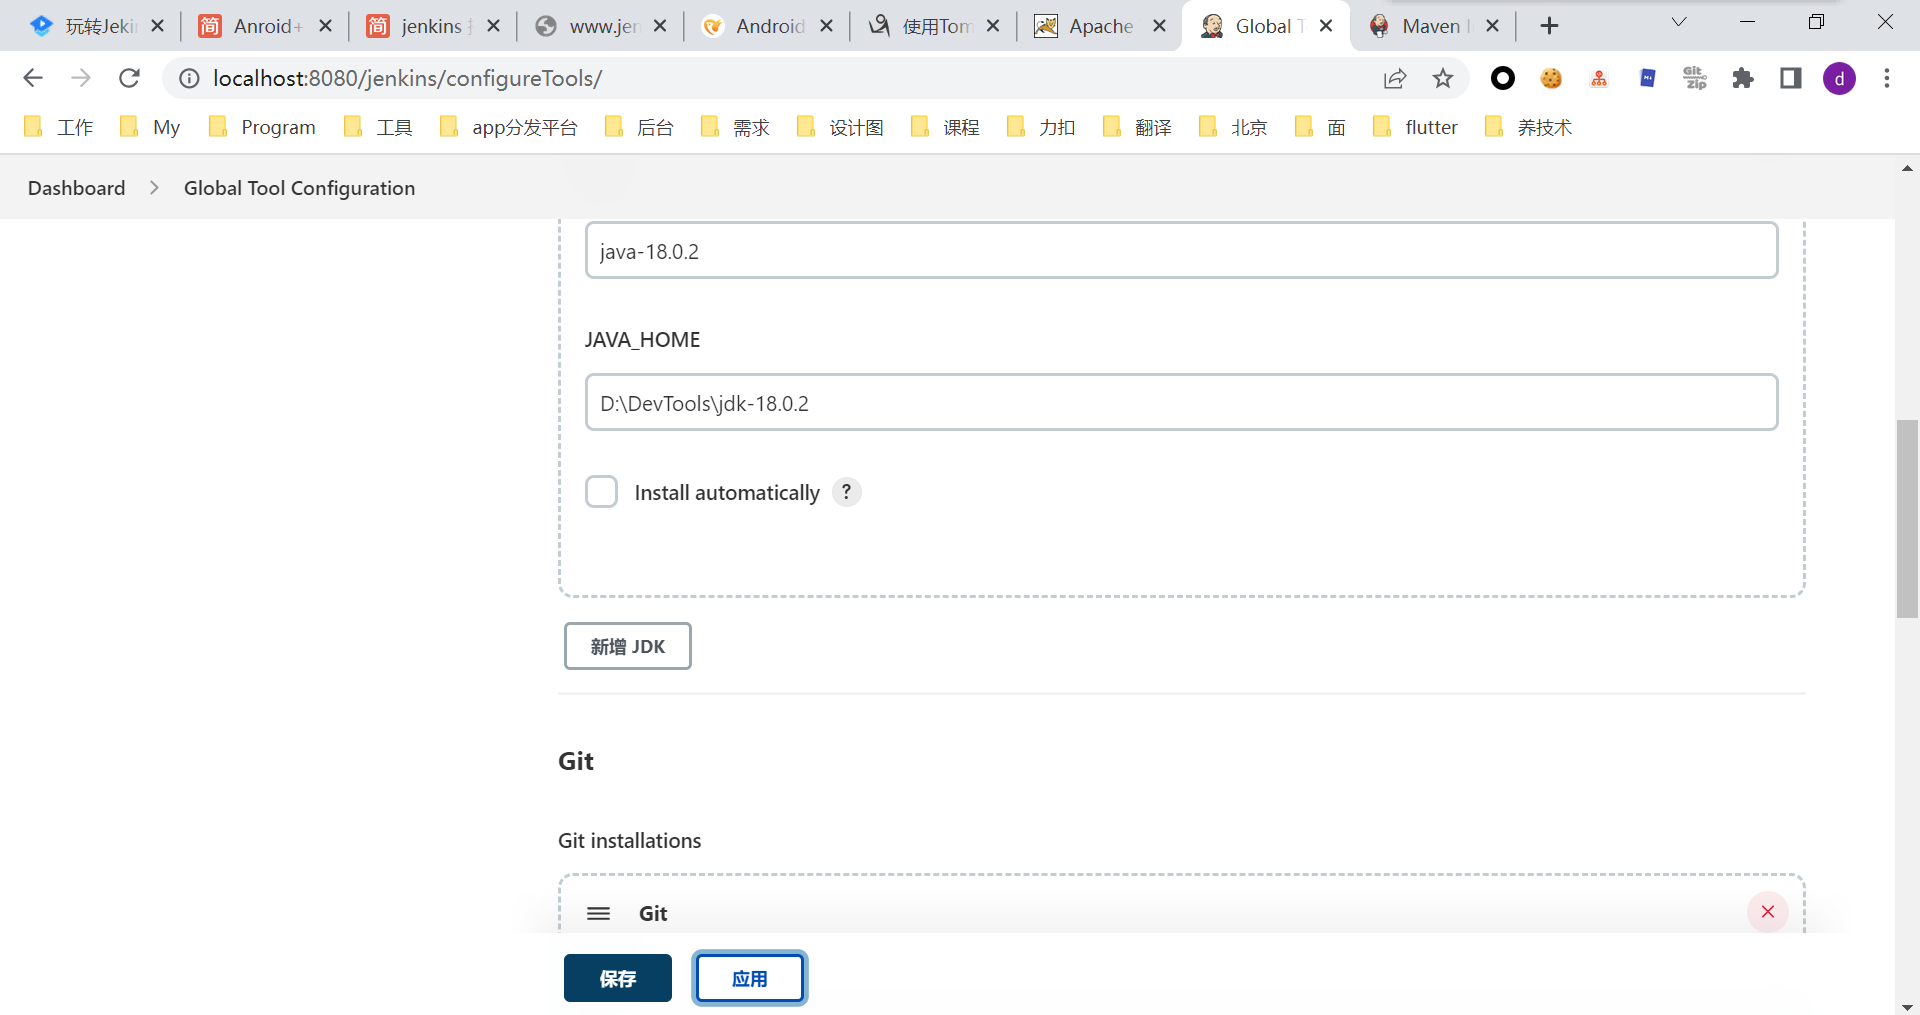 玩转Jeki
Anroid+
jenkins
www.jen
Android
使用Tom
Apache
Global T
Maven I
localhost:8080/jenkins/configureTools/
Git
Zip
d
工作
My
Program
工具
app分发平台
后台
需求
设计图
课程
力扣
翻译
北京
面
flutter
养技术
Dashboard
Global Tool Configuration
java-18.0.2
JAVA_HOME
D:\DevTools\jdk-18.0.2
Install automatically ?
新增 JDK
Git
Git installations
Git
保存
应用